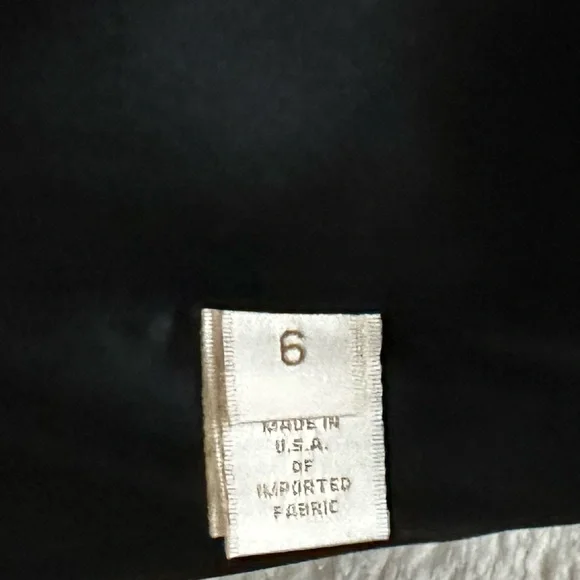 6
MADE IN
U.S.A.
OF
IMPORTED
FABRIC